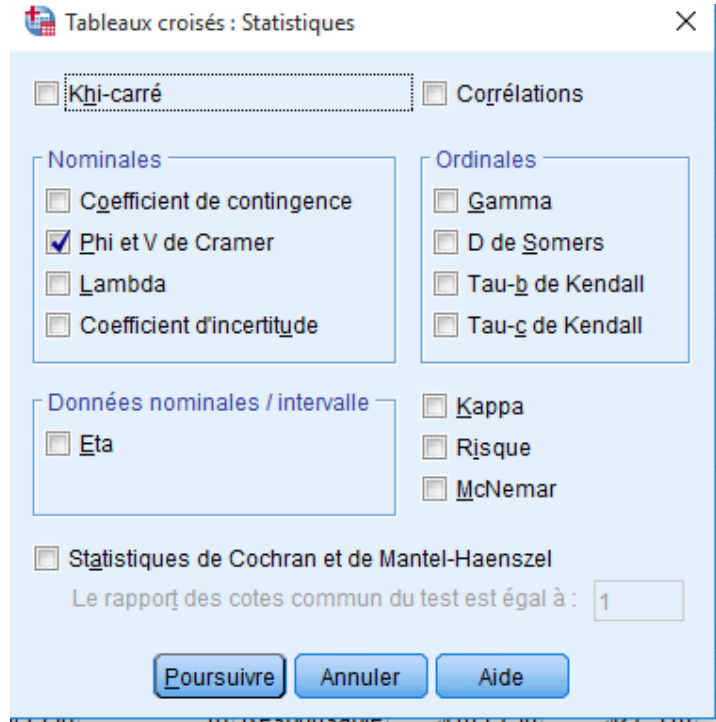 Tableaux croisés : Statistiques
Khi-carré
Corrélations
Nominales
Coefficient de contingence
Phi et V de Cramer
Lambda
Coefficient d'incertitude
Ordinales
Gamma
D de Somers
Tau-b de Kendall
Tau-c de Kendall
Données nominales / intervalle
Eta
Kappa
Risque
McNemar
Statistiques de Cochran et de Mantel-Haenszel
Le rapport des cotes commun du test est égal à : 1
Poursuivre Annuler Aide